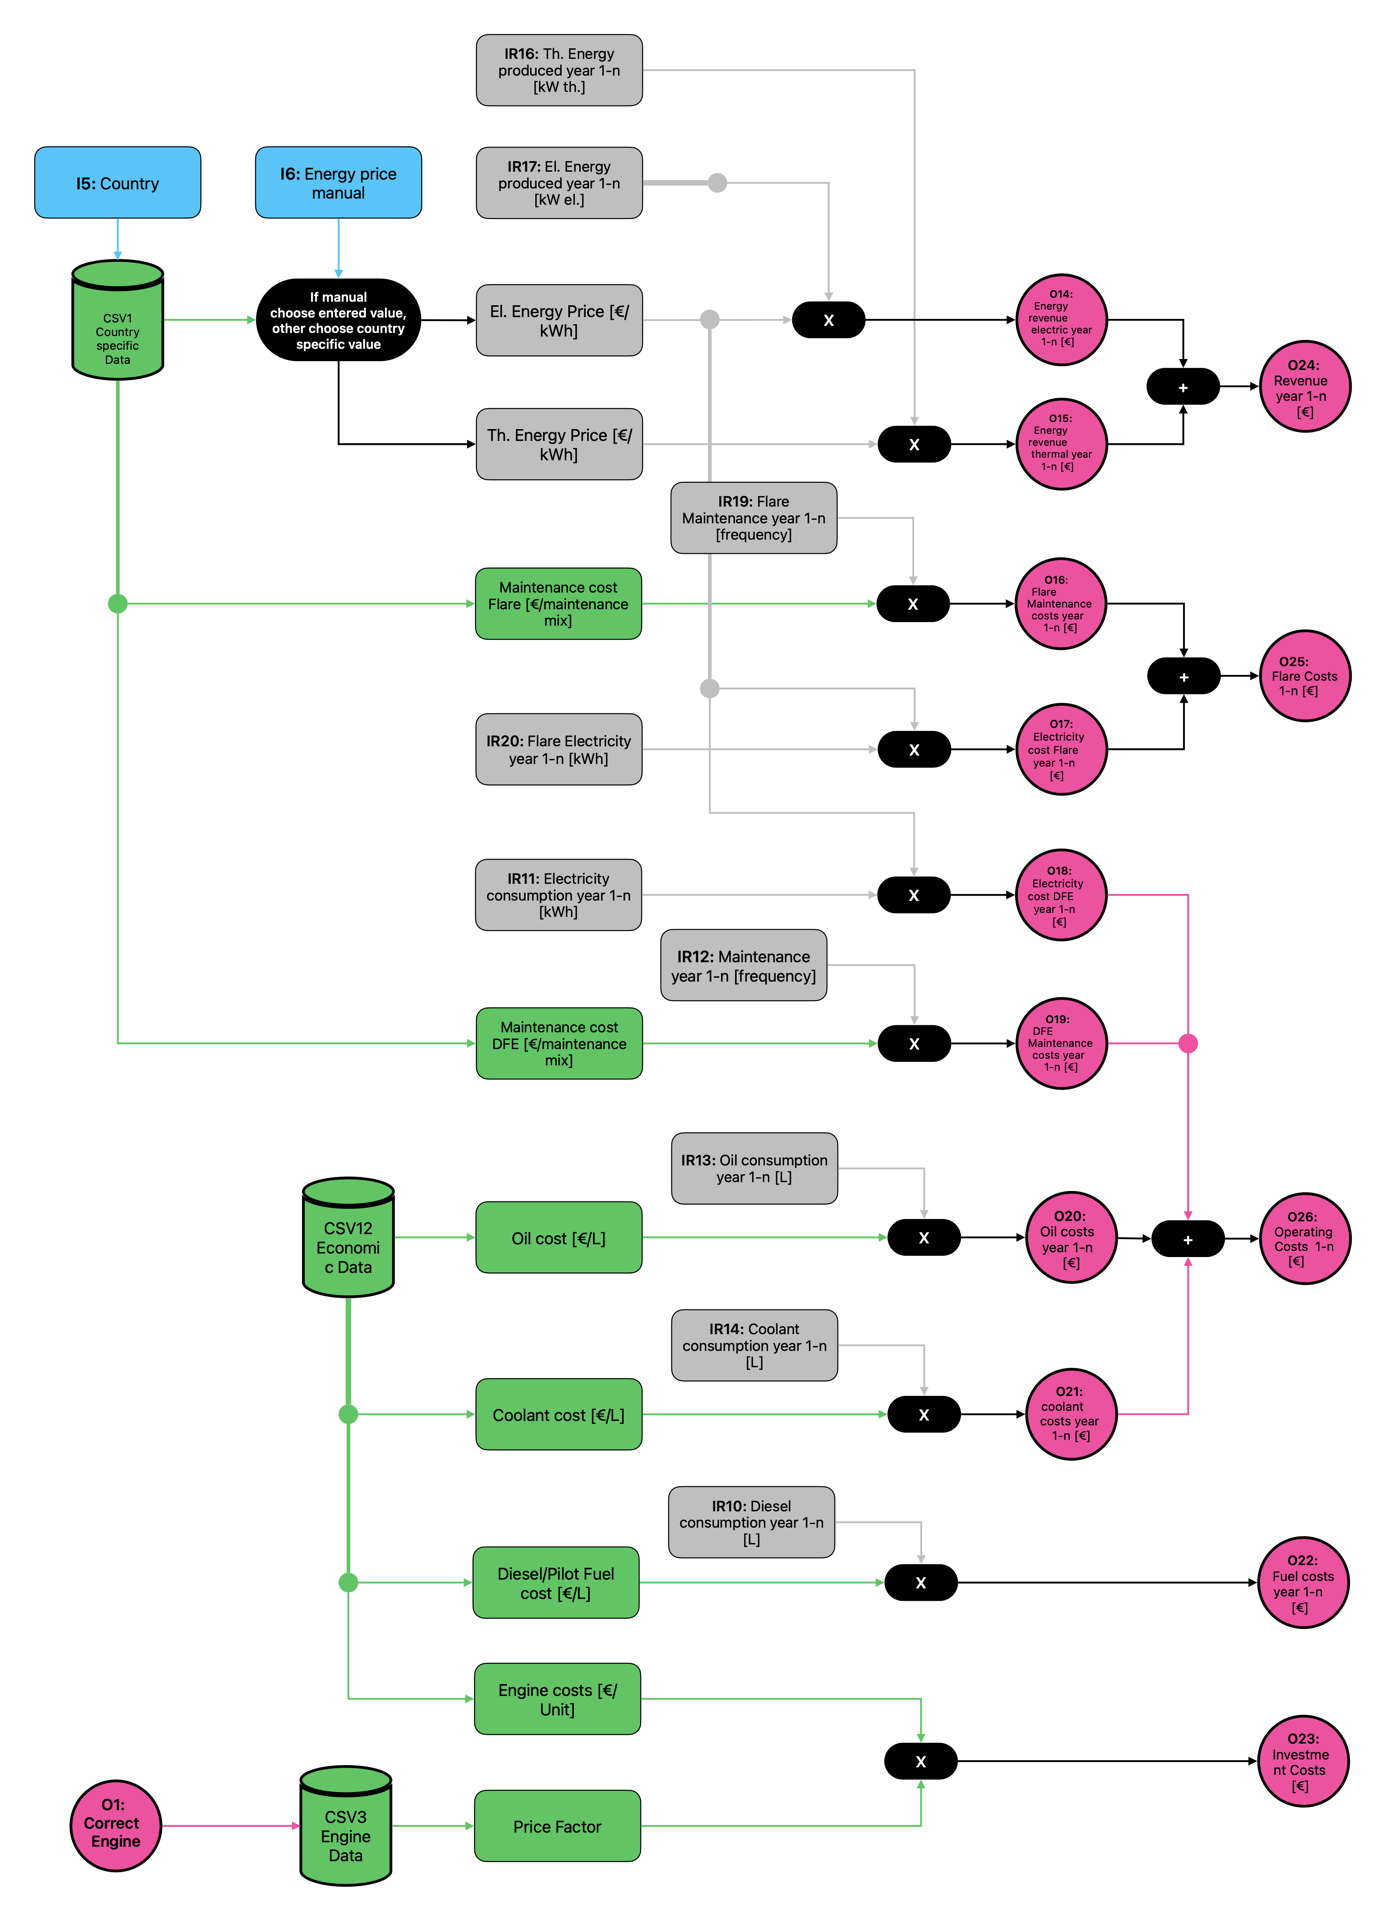 IR16: Th. Energy
produced year 1-n
[kW th.]
I5: Country
I6: Energy price
manual
IR17: El. Energy
produced year 1-n
[kW el.]
CSV1
Country
specific
Data
If manual
choose entered value,
other choose country
specific value
El. Energy Price [€/
kWh]
X
O14:
Energy
revenue
electric year
1-n [€]
+
O24:
Revenue
year 1-n
[€]
Th. Energy Price [€/
kWh]
X
O15:
Energy
revenue
thermal year
1-n [€]
IR19: Flare
Maintenance year 1-n
[frequency]
Maintenance cost
Flare [€/maintenance
mix]
X
O16:
Flare
Maintenance
costs year
1-n [€]
+
O25:
Flare Costs
1-n [€]
IR20: Flare Electricity
year 1-n [kWh]
X
O17:
Electricity
cost Flare
year 1-n
[€]
IR11: Electricity
consumption year 1-n
[kWh]
X
O18:
Electricity
cost DFE
year 1-n
[€]
IR12: Maintenance
year 1-n [frequency]
Maintenance cost
DFE [€/maintenance
mix]
X
O19:
DFE
Maintenance
costs year
1-n [€]
IR13: Oil consumption
year 1-n [L]
CSV12
Economi
c Data
Oil cost [€/L]
X
O20:
Oil costs
year 1-n
[€]
+
O26:
Operating
Costs 1-n
[€]
IR14: Coolant
consumption year 1-n
[L]
Coolant cost [€/L]
X
O21:
coolant
costs year
1-n [€]
IR10: Diesel
consumption year 1-n
[L]
Diesel/Pilot Fuel
cost [€/L]
X
O22:
Fuel costs
year 1-n
[€]
Engine costs [€/
Unit]
X
O23:
Investme
nt Costs
[€]
O1:
Correct
Engine
CSV3
Engine
Data
Price Factor